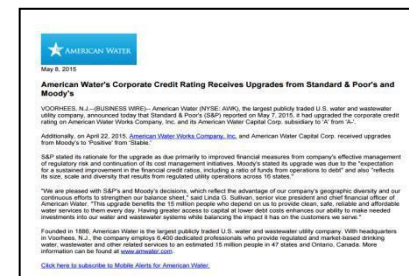 AMERICAN WATER
May 8, 2015
American Water's Corporate Credit Rating Receives Upgrades from Standard & Poor's and
Moody's
VOORHEES, N.J.--(BUSINESS WIRE)-- American Water (NYSE: AWK), the largest publicly traded U.S. water and wastewater
utility company, announced today that Standard & Poor's (S&P) reported on May 7, 2015, it had upgraded the corporate credit
rating on American Water Works Company, Inc. and its American Water Capital Corp. subsidiary to 'A' from 'A-'.
Additionally, on April 22, 2015, American Water Works Company, Inc. and American Water Capital Corp. received upgrades
from Moody's to 'Positive' from 'Stable.'
S&P stated its rationale for the upgrade as due primarily to improved financial measures from company's effective management
of regulatory risk and continuation of its cost management initiatives. Moody's stated its upgrade was due to the "expectation
for a sustained improvement in the financial credit ratios, including a ratio of funds from operations to debt" and also "reflects
its size, scale and diversity that results from regulated utility operations across 16 states."
"We are pleased with S&P's and Moody's decisions, which reflect the advantage of our company's geographic diversity and our
continuous efforts to strengthen our balance sheet," said Linda G. Sullivan, senior vice president and chief financial officer of
American Water. "This upgrade benefits the 15 million people who depend on us to provide clean, safe, reliable and affordable
water services to them every day. Having greater access to capital at lower debt costs enhances our ability to make needed
investments into our water and wastewater systems while balancing the impact it has on the customers we serve."
Founded in 1886, American Water is the largest publicly traded U.S. water and wastewater utility company. With headquarters
in Voorhees, N.J., the company employs 6,400 dedicated professionals who provide regulated and market-based drinking
water, wastewater and other related services to an estimated 15 million people in 47 states and Ontario, Canada. More
information can be found at www.amwater.com.
Click here to subscribe to Mobile Alerts for American Water.